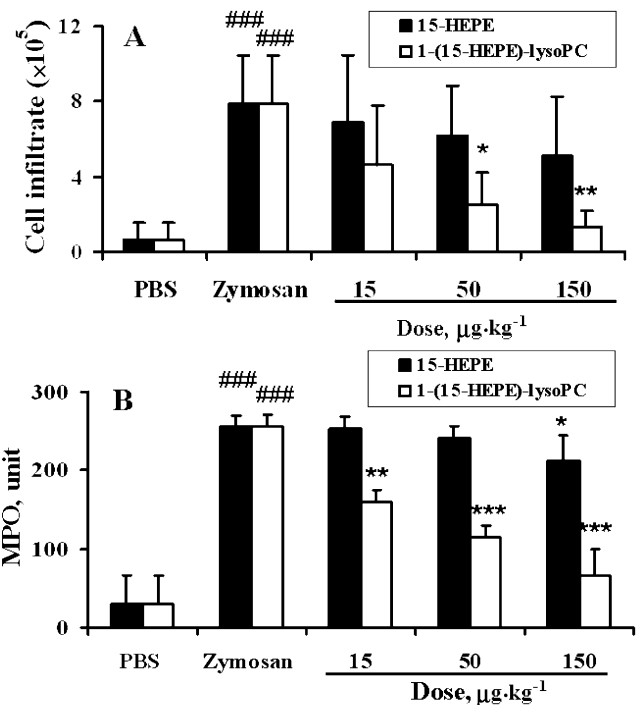 A
15-HEPE
1-(15-HEPE)-lysoPC
###
###
Cell infiltrate (×10⁵)
12
8
4
0
*
**
PBS Zymosan 15 50 150
Dose, µg·kg⁻¹
B
15-HEPE
1-(15-HEPE)-lysoPC
###
###
MPO, unit
300
200
100
0
**
***
*
***
PBS Zymosan 15 50 150
Dose, µg·kg⁻¹